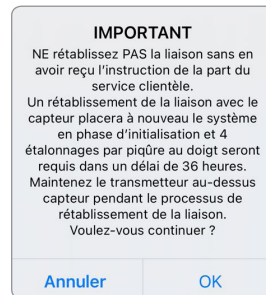 IMPORTANT
NE rétablissez PAS la liaison sans en
avoir reçu l'instruction de la part du
service clientèle.
Un rétablissement de la liaison avec le
capteur placera à nouveau le système
en phase d'initialisation et 4
étalonnages par piqûre au doigt seront
requis dans un délai de 36 heures.
Maintenez le transmetteur au-dessus
capteur pendant le processus de
rétablissement de la liaison.
Voulez-vous continuer ?
Annuler OK